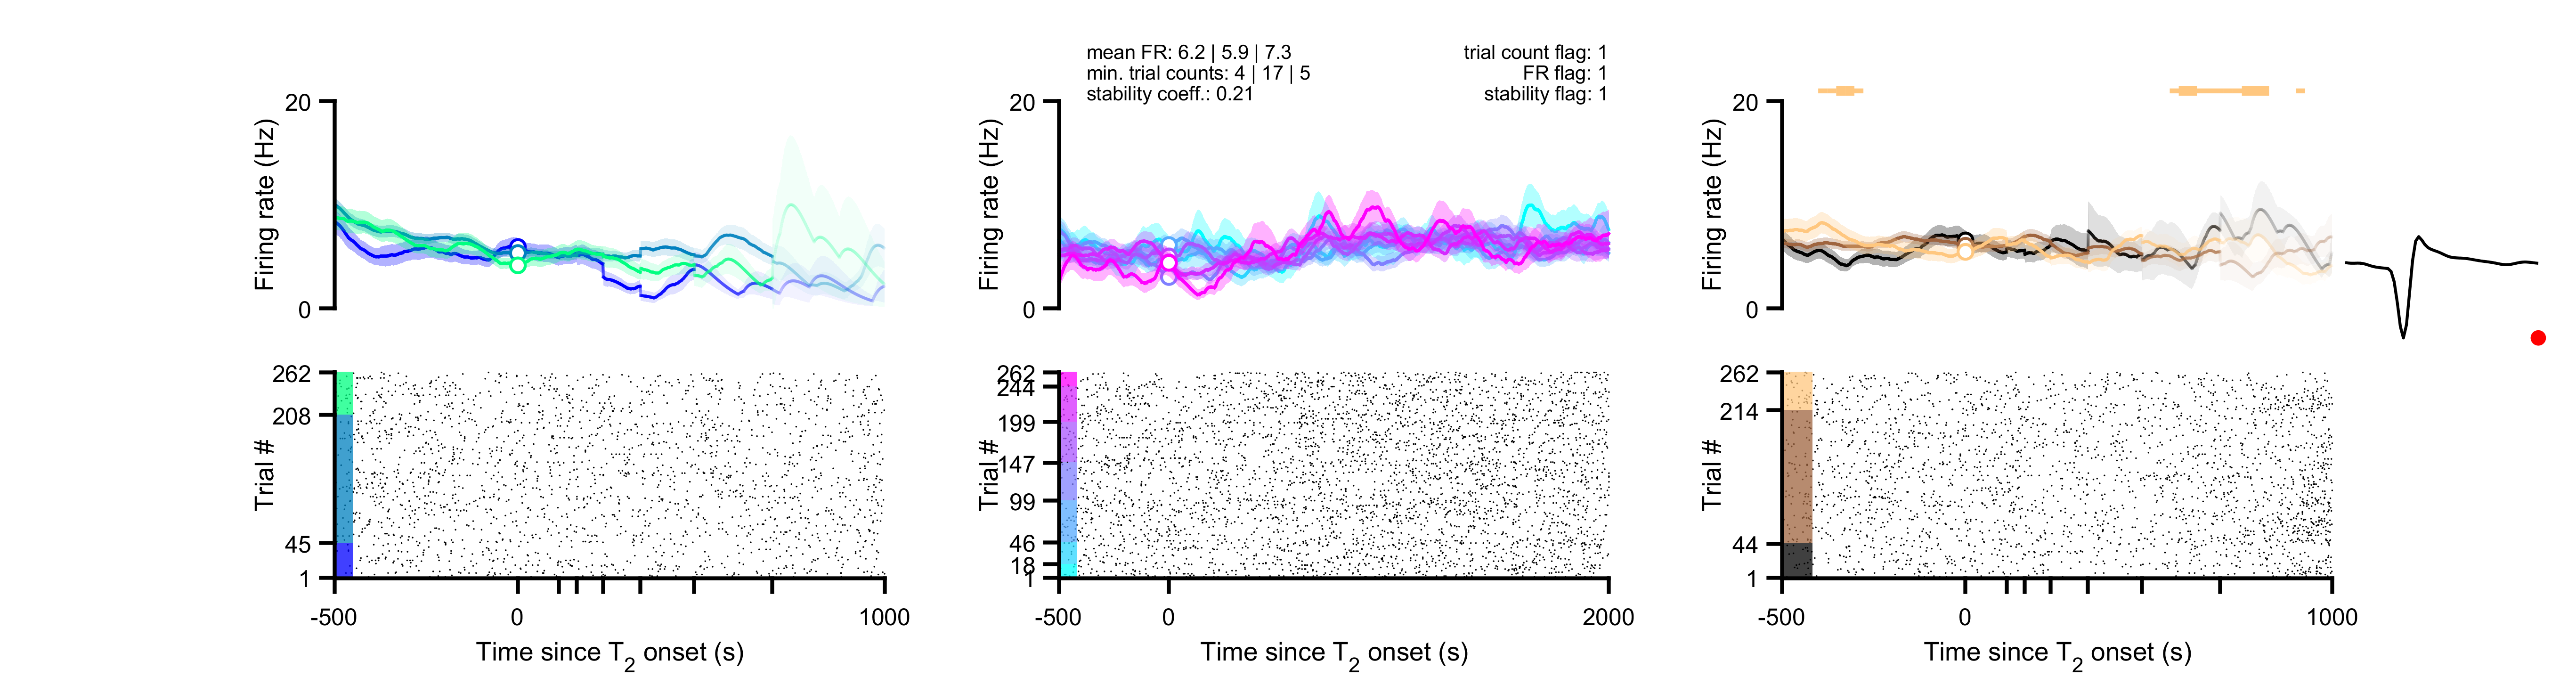 mean FR: 6.2 | 5.9 | 7.3
min. trial counts: 4 | 17 | 5
stability coeff.: 0.21
trial count flag: 1
FR flag: 1
stability flag: 1
20
Firing rate (Hz)
0
20
Firing rate (Hz)
0
20
Firing rate (Hz)
0
262
208
Trial #
45
1
-500
0
1000
Time since T2 onset (s)
262
244
199
Trial #
147
99
46
18
1
-500
0
2000
Time since T2 onset (s)
262
214
Trial #
44
1
-500
0
1000
Time since T2 onset (s)